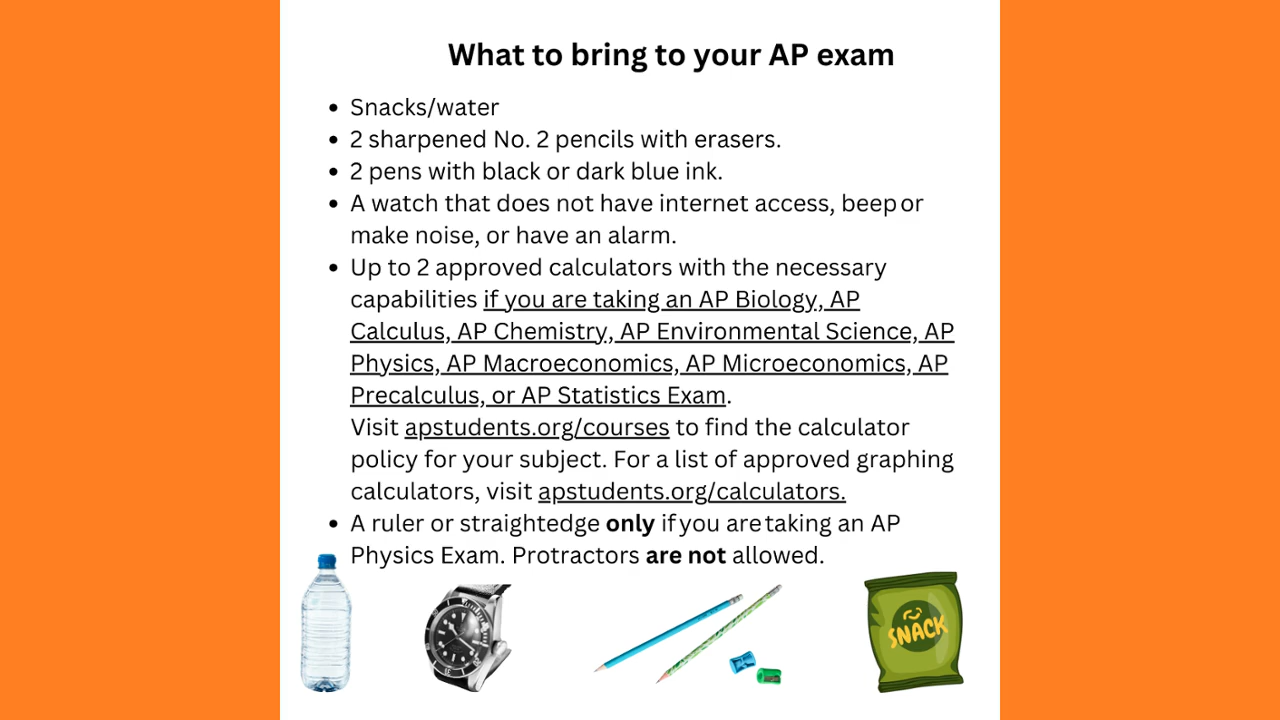 What to bring to your AP exam
• Snacks/water
• 2 sharpened No. 2 pencils with erasers.
• 2 pens with black or dark blue ink.
• A watch that does not have internet access, beep or
make noise, or have an alarm.
• Up to 2 approved calculators with the necessary
capabilities if you are taking an AP Biology, AP
Calculus, AP Chemistry, AP Environmental Science, AP
Physics, AP Macroeconomics, AP Microeconomics, AP
Precalculus, or AP Statistics Exam.
Visit apstudents.org/courses to find the calculator
policy for your subject. For a list of approved graphing
calculators, visit apstudents.org/calculators.
• A ruler or straightedge only if you are taking an AP
Physics Exam. Protractors are not allowed.
SNACK